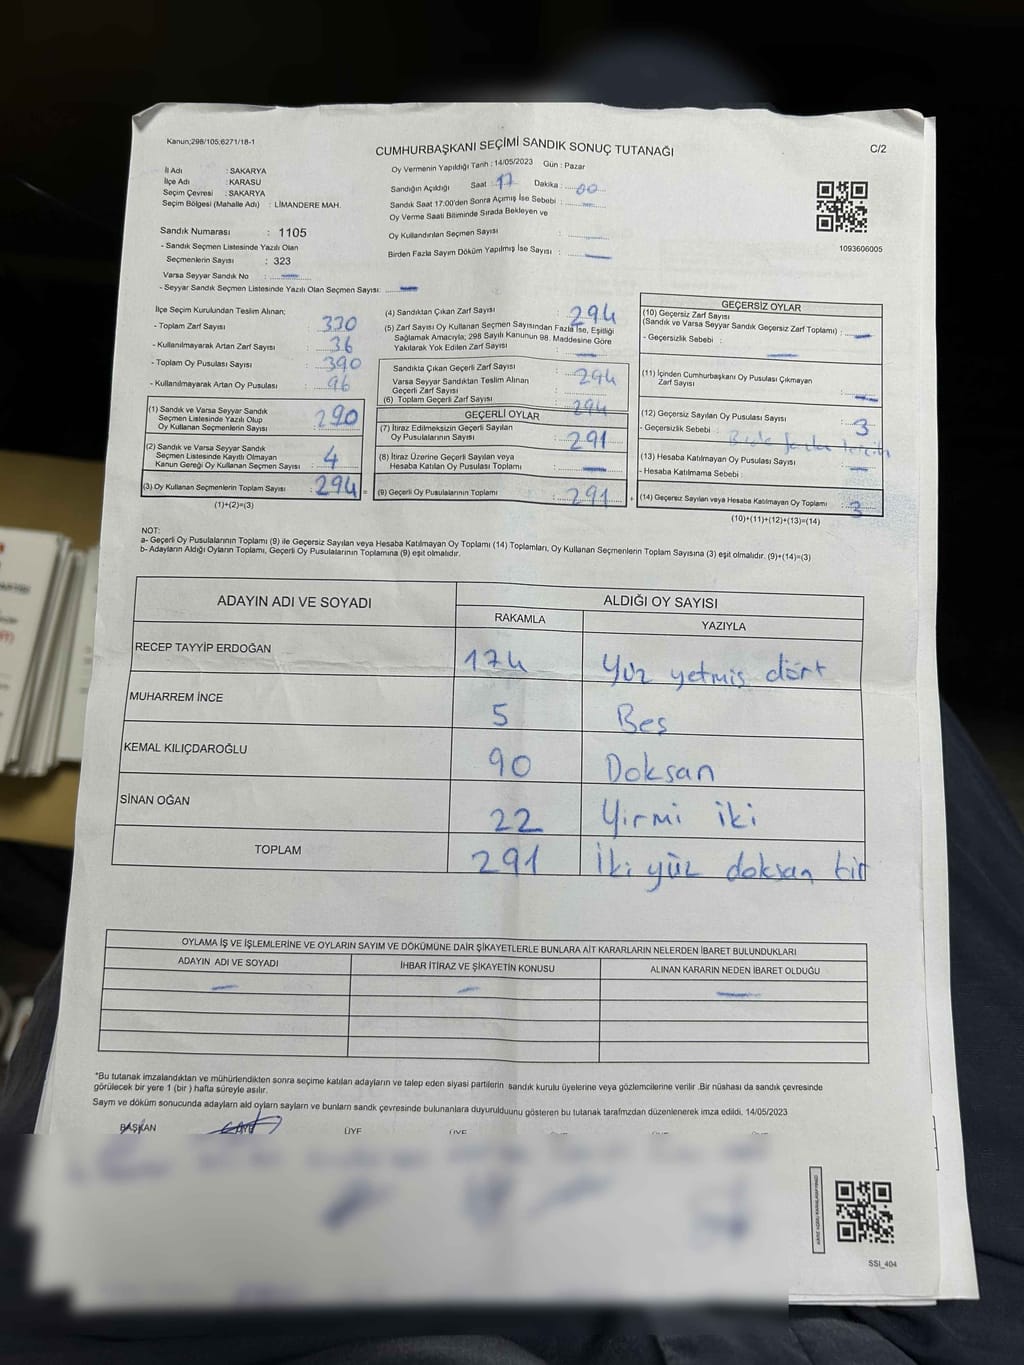 Kanun;298/105;6271/18-1
CUMHURBAŞKANI SEÇİMİ SANDIK SONUÇ TUTANAĞI
C/2
İl Adı : SAKARYA
İlçe Adı : KARASU
Seçim Çevresi : SAKARYA
Seçim Bölgesi (Mahalle Adı) : LİMANDERE MAH.
Sandık Numarası : 1105
- Sandık Seçmen Listesinde Yazılı Olan
Seçmenlerin Sayısı : 323
Varsa Seyyar Sandık No : —
- Seyyar Sandık Seçmen Listesinde Yazılı Olan Seçmen Sayısı: —
Oy Vermenin Yapıldığı Tarih : 14/05/2023 Gün : Pazar
Sandığın Açıldığı Saat : 17 Dakika : 00
Sandık Saat 17:00'den Sonra Açımış İse Sebebi : —
Oy Verme Saati Bitiminde Sırada Bekleyen ve
Oy Kullandırılan Seçmen Sayısı : —
Birden Fazla Sayım Döküm Yapılmış İse Sayısı : —
1093606005
İlçe Seçim Kurulundan Teslim Alınan;
- Toplam Zarf Sayısı : 330
- Kullanılmayarak Artan Zarf Sayısı : 36
- Toplam Oy Pusulası Sayısı : 390
- Kullanılmayarak Artan Oy Pusulası : 96
(1) Sandık ve Varsa Seyyar Sandık
Seçmen Listesinde Yazılı Olup
Oy Kullanan Seçmenlerin Sayısı : 290
(2) Sandık ve Varsa Seyyar Sandık
Seçmen Listesinde Kayıtlı Olmayan
Kanun Gereği Oy Kullanan Seçmen Sayısı : 4
(3) Oy Kullanan Seçmenlerin Toplam Sayısı : 294 =
(1)+(2)=(3)
(4) Sandıktan Çıkan Zarf Sayısı : 294
(5) Zarf Sayısı Oy Kullanan Seçmen Sayısından Fazla İse, Eşitliği
Sağlamak Amacıyla; 298 Sayılı Kanunun 98. Maddesine Göre
Yakılarak Yok Edilen Zarf Sayısı : —
Sandıkta Çıkan Geçerli Zarf Sayısı : 294
Varsa Seyyar Sandıktan Teslim Alınan
Geçerli Zarf Sayısı : —
(6) Toplam Geçerli Zarf Sayısı : 294
GEÇERLİ OYLAR
(7) İtiraz Edilmeksizin Geçerli Sayılan
Oy Pusulalarının Sayısı : 291
(8) İtiraz Üzerine Geçerli Sayılan veya
Hesaba Katılan Oy Pusulası Toplamı : —
(9) Geçerli Oy Pusulalarının Toplamı : 291 +
GEÇERSİZ OYLAR
(10) Geçersiz Zarf Sayısı
(Sandık ve Varsa Seyyar Sandık Geçersiz Zarf Toplamı) : —
- Geçersizlik Sebebi : —
(11) İçinden Cumhurbaşkanı Oy Pusulası Çıkmayan
Zarf Sayısı : —
(12) Geçersiz Sayılan Oy Pusulası Sayısı : 3
- Geçersizlik Sebebi : fazla tercih
(13) Hesaba Katılmayan Oy Pusulası Sayısı : —
- Hesaba Katılmama Sebebi :
(14) Geçersiz Sayılan veya Hesaba Katılmayan Oy Toplamı : 3
(10)+(11)+(12)+(13)=(14)
NOT:
a- Geçerli Oy Pusulalarının Toplamı (9) ile Geçersiz Sayılan veya Hesaba Katılmayan Oy Toplamı (14) Toplamları, Oy Kullanan Seçmenlerin Toplam Sayısına (3) eşit olmalıdır. (9)+(14)=(3)
b- Adayların Aldığı Oyların Toplamı, Geçerli Oy Pusulalarının Toplamına (9) eşit olmalıdır.
ADAYIN ADI VE SOYADI
ALDIĞI OY SAYISI
RAKAMLA YAZIYLA
RECEP TAYYİP ERDOĞAN 174 Yüz yetmiş dört
MUHARREM İNCE 5 Beş
KEMAL KILIÇDAROĞLU 90 Doksan
SİNAN OĞAN 22 Yirmi iki
TOPLAM 291 İki yüz doksan bir
OYLAMA İŞ VE İŞLEMLERİNE VE OYLARIN SAYIM VE DÖKÜMÜNE DAİR ŞİKAYETLERLE BUNLARA AİT KARARLARIN NELERDEN İBARET BULUNDUKLARI
ADAYIN ADI VE SOYADI İHBAR İTİRAZ VE ŞİKAYETİN KONUSU ALINAN KARARIN NEDEN İBARET OLDUĞU
— — —
*Bu tutanak imzalandıktan ve mühürlendikten sonra seçime katılan adayların ve talep eden siyasi partilerin sandık kurulu üyelerine veya gözlemcilerine verilir .Bir nüshası da sandık çevresinde
görülecek bir yere 1 (bir ) hafta süreyle asılır.
Saym ve döküm sonucunda adaylarn ald oylarn saylarn ve bunlarn sandk çevresinde bulunanlara duyurulduunu gösteren bu tutanak tarafmzdan düzenlenerek imza edildi. 14/05/2023
BAŞKAN ÜYE ÜYE ÜYE ÜYE ÜYE ÜYE
SSI_404